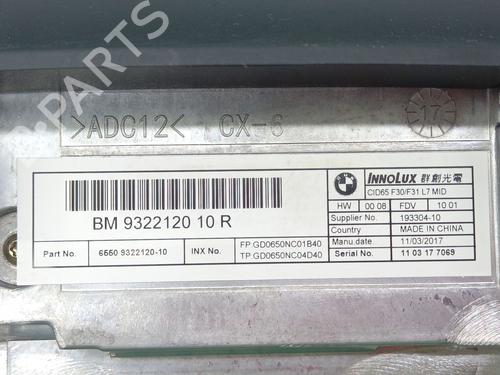 >ADC12< CX-6
17
INNOLUX 群創光電
CID65 F30/F31 L7 MID
HW 00 08 FDV 10 01
BM 9322120 10 R
Supplier No. 193304-10
Country MADE IN CHINA
Part No. 6550 9322120-10 INX No. FP:GD0650NC01B40
TP:GD0650NC04D40
Manu.date 11/03/2017
Serial No. 11 03 17 7069
B-PARTS